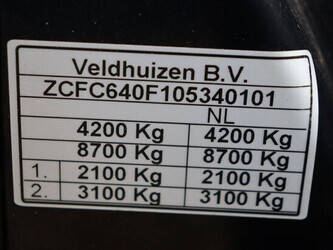 Veldhuizen B.V.
ZCFC640F105340101
NL
4200 Kg 4200 Kg
8700 Kg 8700 Kg
1. 2100 Kg 2100 Kg
2. 3100 Kg 3100 Kg